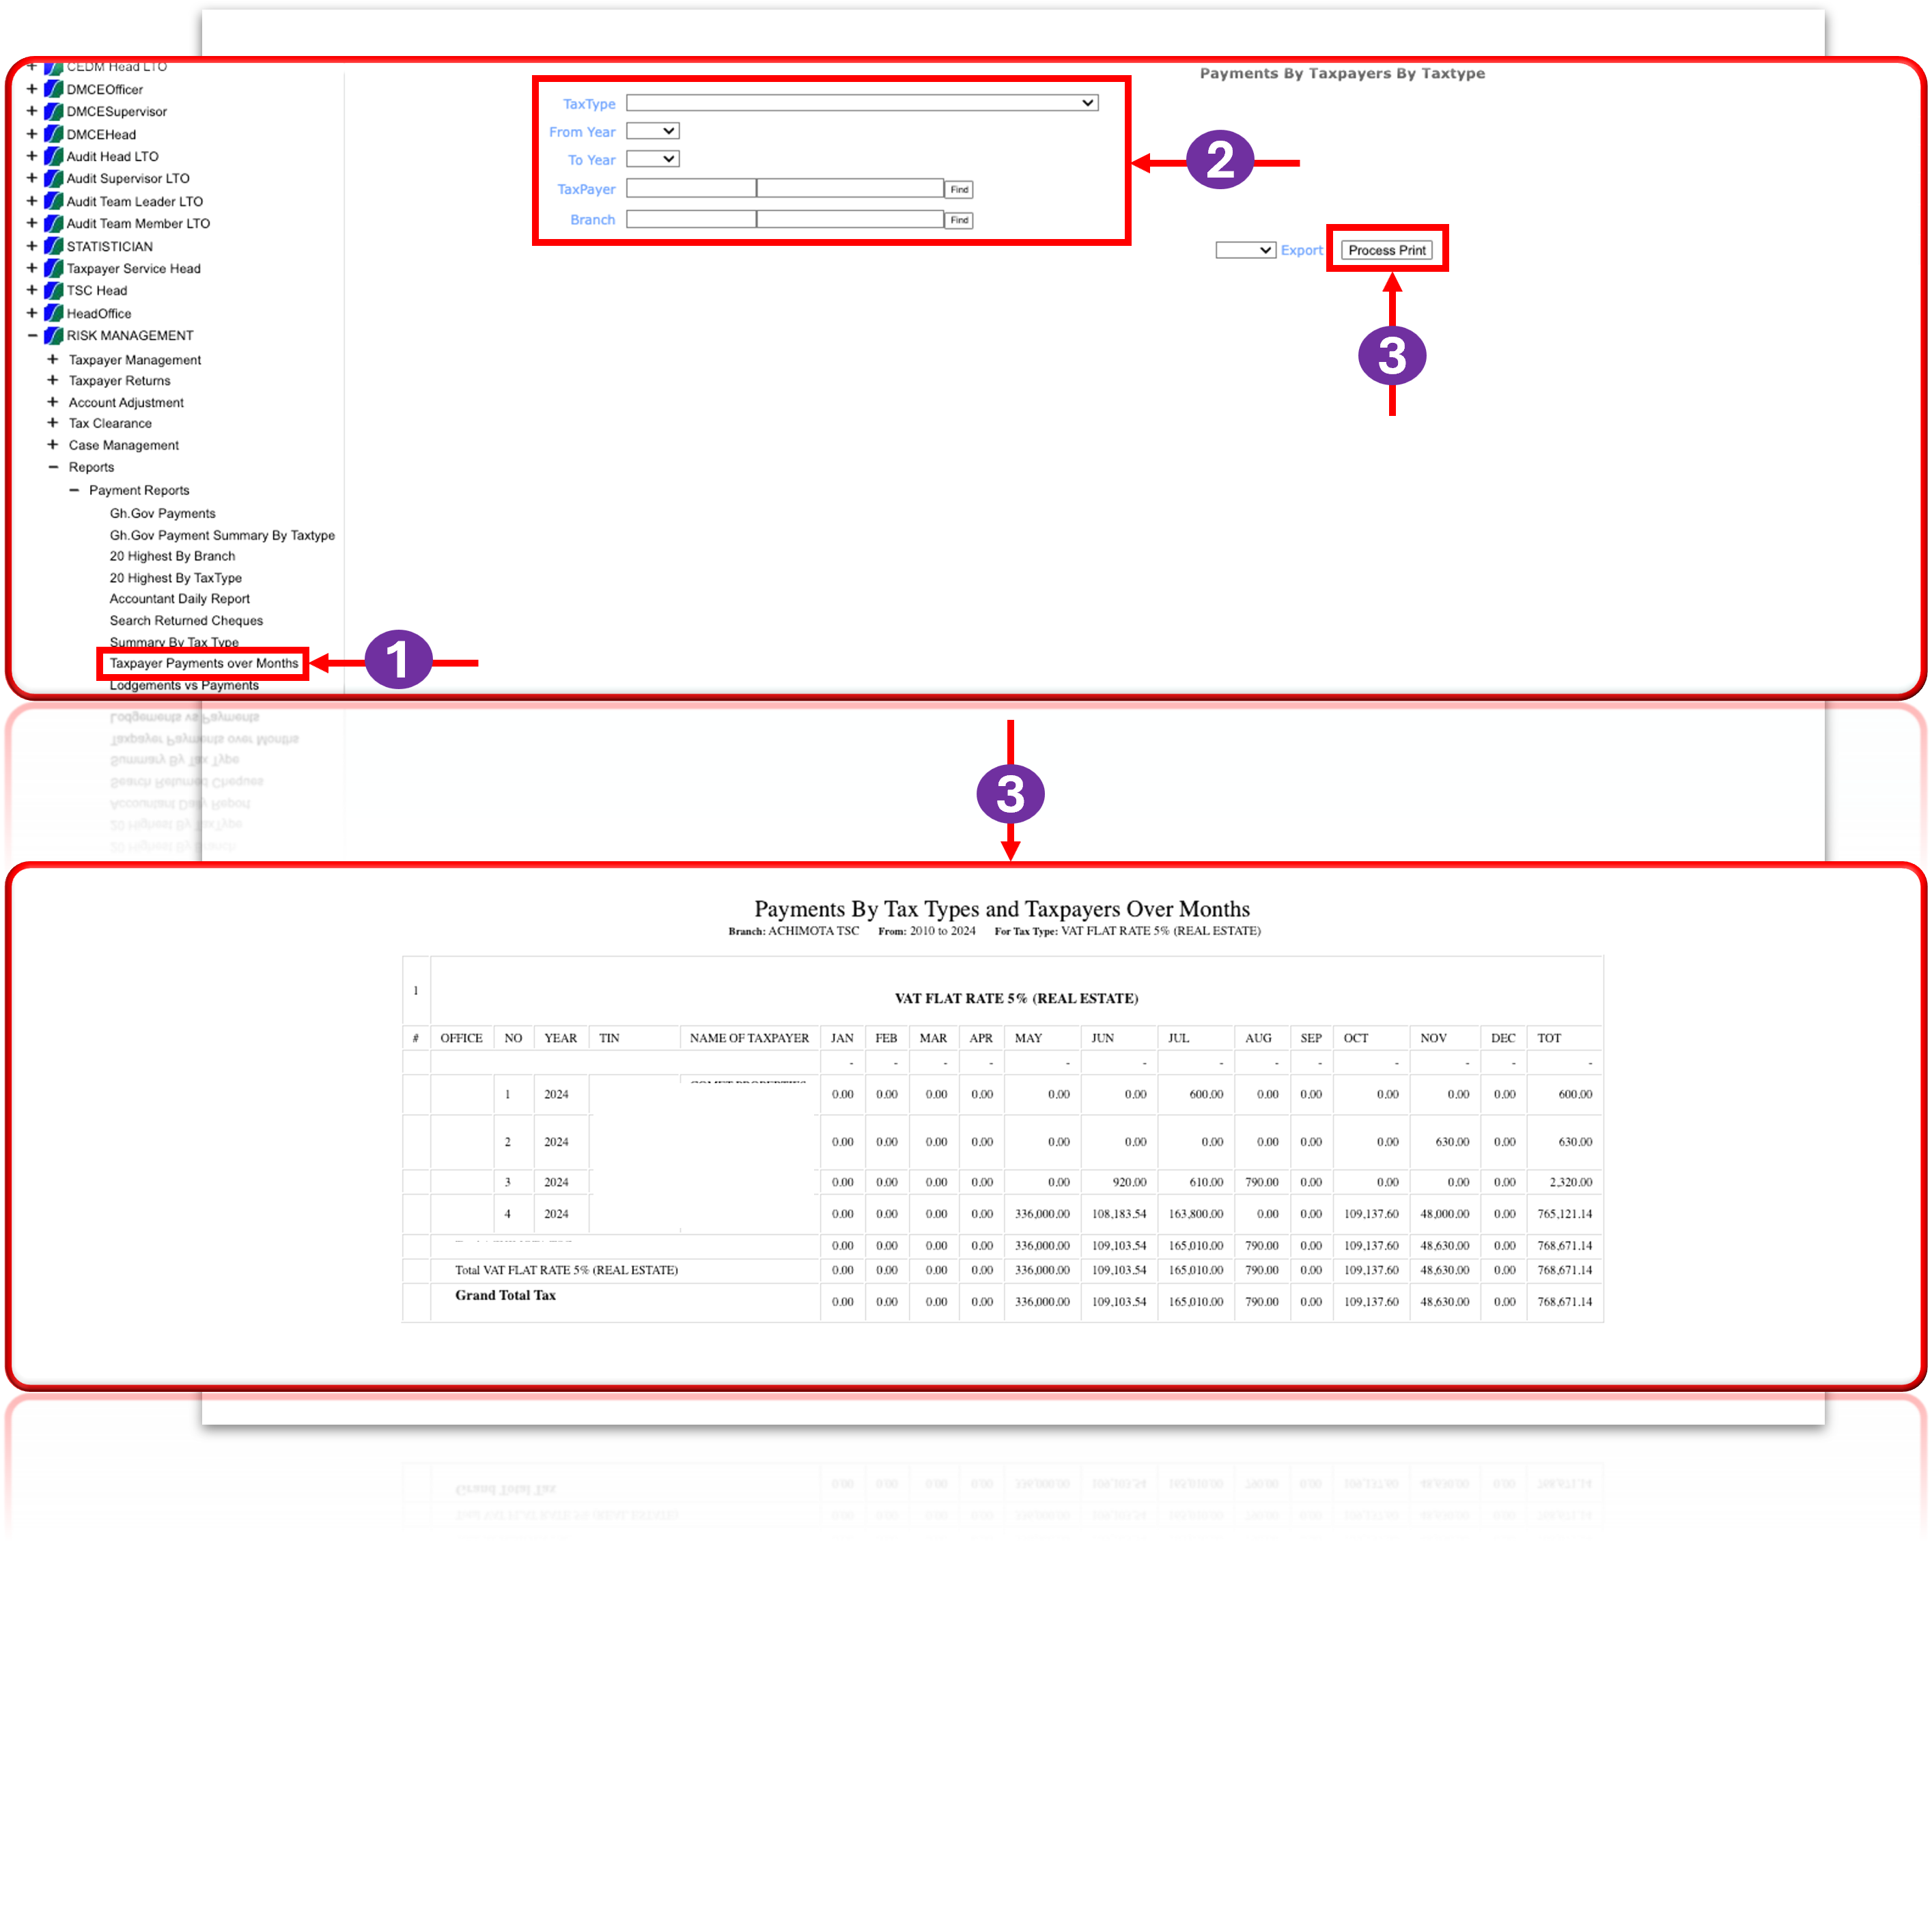 CEDM Head LTO
DMCEOfficer
DMCESupervisor
DMCEHead
Audit Head LTO
Audit Supervisor LTO
Audit Team Leader LTO
Audit Team Member LTO
STATISTICIAN
Taxpayer Service Head
TSC Head
HeadOffice
RISK MANAGEMENT
Taxpayer Management
Taxpayer Returns
Account Adjustment
Tax Clearance
Case Management
Reports
Payment Reports
Gh.Gov Payments
Gh.Gov Payment Summary By Taxtype
20 Highest By Branch
20 Highest By TaxType
Accountant Daily Report
Search Returned Cheques
Summary By Tax Type
Taxpayer Payments over Months
Lodgements vs Payments
1
Payments By Taxpayers By Taxtype
TaxType
From Year
To Year
TaxPayer Find
Branch Find
2
Export Process Print
3
3
Payments By Tax Types and Taxpayers Over Months
Branch: ACHIMOTA TSC From: 2010 to 2024 For Tax Type: VAT FLAT RATE 5% (REAL ESTATE)
1 VAT FLAT RATE 5% (REAL ESTATE)
# OFFICE NO YEAR TIN NAME OF TAXPAYER JAN FEB MAR APR MAY JUN JUL AUG SEP OCT NOV DEC TOT
- - - - - - - - - - - - -
1 2024 0.00 0.00 0.00 0.00 0.00 0.00 600.00 0.00 0.00 0.00 0.00 0.00 600.00
2 2024 0.00 0.00 0.00 0.00 0.00 0.00 0.00 0.00 0.00 0.00 630.00 0.00 630.00
3 2024 0.00 0.00 0.00 0.00 0.00 920.00 610.00 790.00 0.00 0.00 0.00 0.00 2,320.00
4 2024 0.00 0.00 0.00 0.00 336,000.00 108,183.54 163,800.00 0.00 0.00 109,137.60 48,000.00 0.00 765,121.14
0.00 0.00 0.00 0.00 336,000.00 109,103.54 165,010.00 790.00 0.00 109,137.60 48,630.00 0.00 768,671.14
Total VAT FLAT RATE 5% (REAL ESTATE) 0.00 0.00 0.00 0.00 336,000.00 109,103.54 165,010.00 790.00 0.00 109,137.60 48,630.00 0.00 768,671.14
Grand Total Tax 0.00 0.00 0.00 0.00 336,000.00 109,103.54 165,010.00 790.00 0.00 109,137.60 48,630.00 0.00 768,671.14